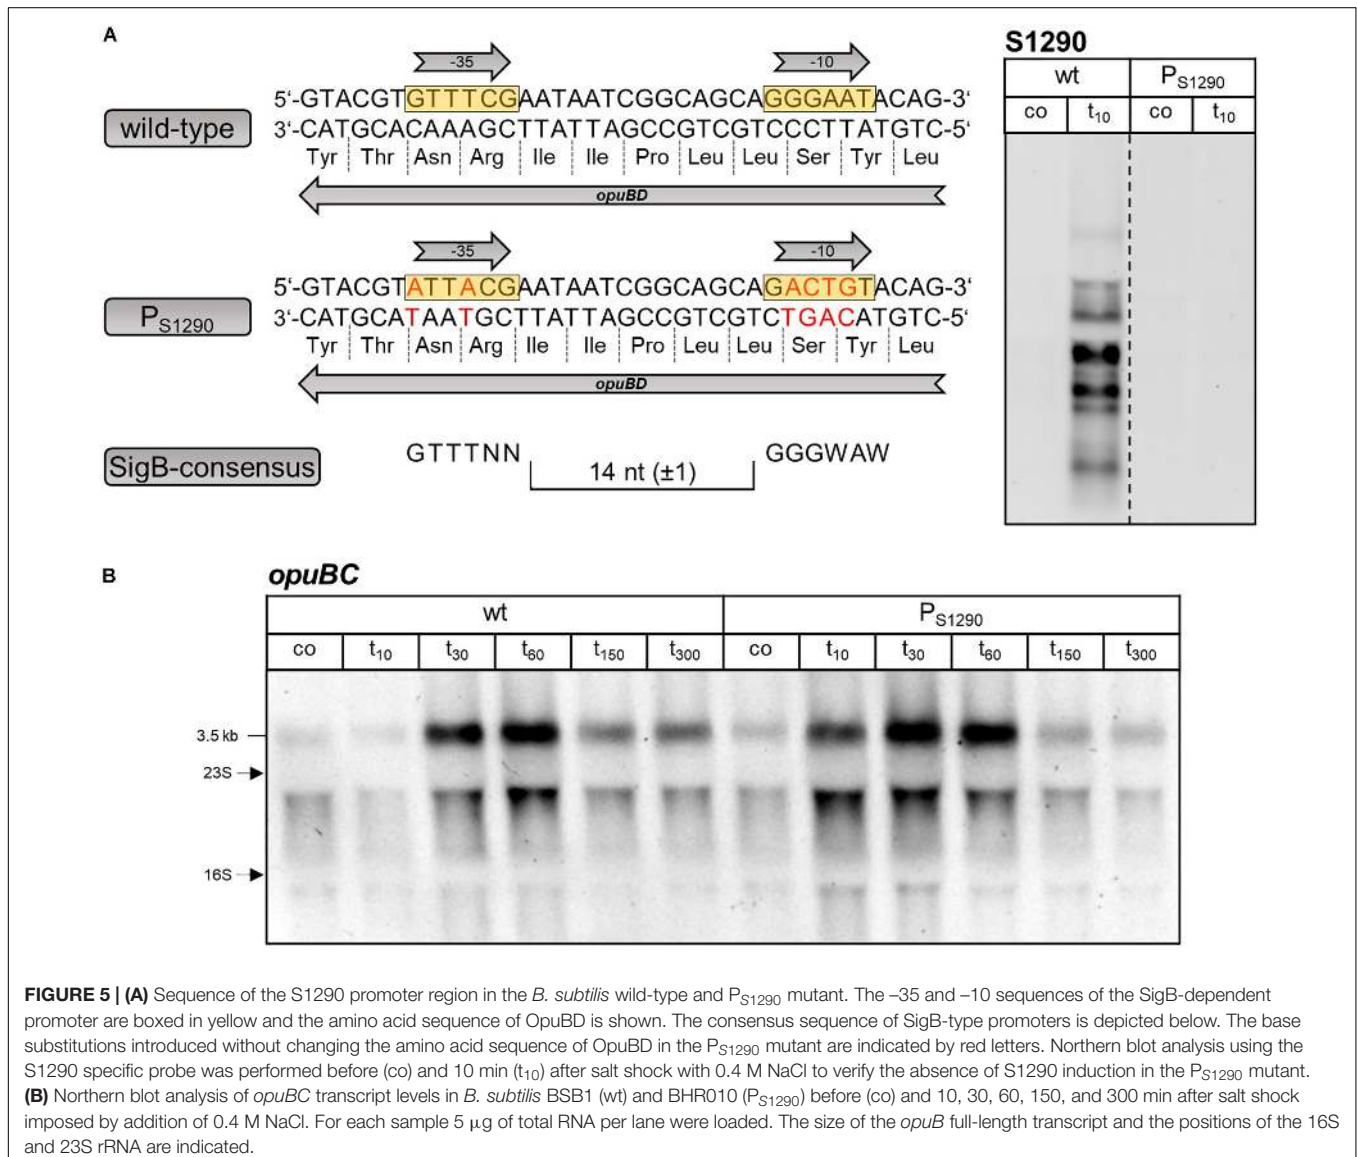 A
S1290
wt PS1290
co t10 co t10
-35 -10
wild-type
5‘-GTACGTGTTTCGAATAATCGGCAGCAGGGAATACAG-3‘
3‘-CATGCACAAAGCTTATTAGCCGTCGTCCCTTATGTC-5‘
Tyr Thr Asn Arg Ile Ile Pro Leu Leu Ser Tyr Leu
opuBD
-35 -10
PS1290
5‘-GTACGTATTACGAATAATCGGCAGCAGACTGTACAG-3‘
3‘-CATGCATAATGCTTATTAGCCGTCGTCTGACATGTC-5‘
Tyr Thr Asn Arg Ile Ile Pro Leu Leu Ser Tyr Leu
opuBD
SigB-consensus
GTTTNN GGGWAW
14 nt (±1)
B
opuBC
wt PS1290
co t10 t30 t60 t150 t300 co t10 t30 t60 t150 t300
3.5 kb
23S
16S
FIGURE 5 | (A) Sequence of the S1290 promoter region in the B. subtilis wild-type and PS1290 mutant. The –35 and –10 sequences of the SigB-dependent
promoter are boxed in yellow and the amino acid sequence of OpuBD is shown. The consensus sequence of SigB-type promoters is depicted below. The base
substitutions introduced without changing the amino acid sequence of OpuBD in the PS1290 mutant are indicated by red letters. Northern blot analysis using the
S1290 specific probe was performed before (co) and 10 min (t10) after salt shock with 0.4 M NaCl to verify the absence of S1290 induction in the PS1290 mutant.
(B) Northern blot analysis of opuBC transcript levels in B. subtilis BSB1 (wt) and BHR010 (PS1290) before (co) and 10, 30, 60, 150, and 300 min after salt shock
imposed by addition of 0.4 M NaCl. For each sample 5 μg of total RNA per lane were loaded. The size of the opuB full-length transcript and the positions of the 16S
and 23S rRNA are indicated.